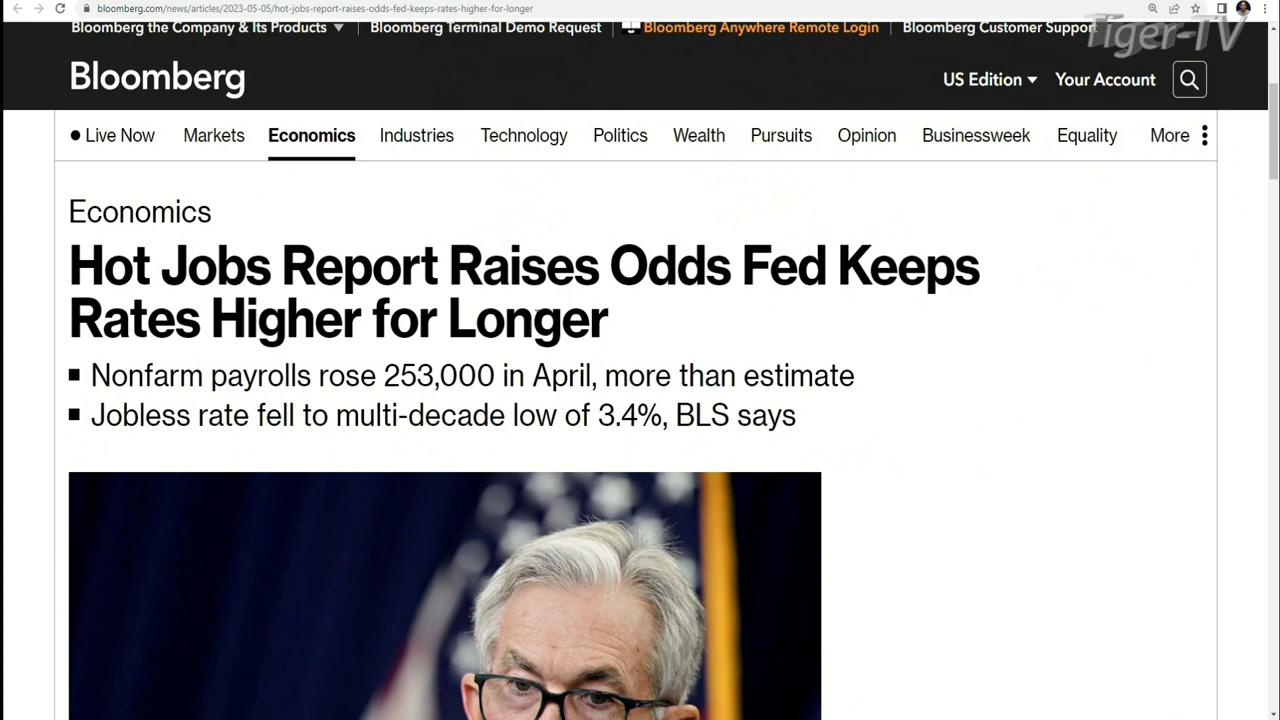 bloomberg.com/news/articles/2023-05-05/hot-jobs-report-raises-odds-fed-keeps-rates-higher-for-longer
Bloomberg the Company & Its Products Bloomberg Terminal Demo Request Bloomberg Anywhere Remote Login Bloomberg Customer Support
Tiger-TV
Bloomberg US Edition Your Account
Live Now Markets Economics Industries Technology Politics Wealth Pursuits Opinion Businessweek Equality More
Economics
Hot Jobs Report Raises Odds Fed Keeps
Rates Higher for Longer
Nonfarm payrolls rose 253,000 in April, more than estimate
Jobless rate fell to multi-decade low of 3.4%, BLS says